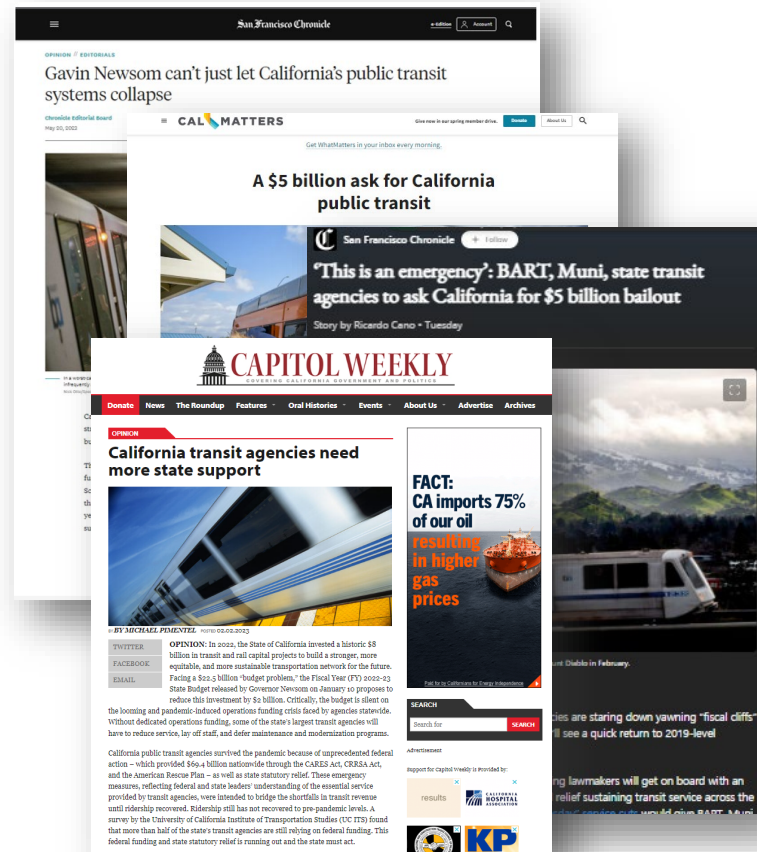 San Francisco Chronicle
e-Edition
Account
OPINION // EDITORIALS
Gavin Newsom can't just let California's public transit
systems collapse
Chronicle Editorial Board
May 20, 2023
CAL MATTERS
Give now in our spring member drive.
Donate
About Us
Get WhatMatters in your inbox every morning.
A $5 billion ask for California
public transit
San Francisco Chronicle
+ Follow
'This is an emergency': BART, Muni, state transit
agencies to ask California for $5 billion bailout
Story by Ricardo Cano • Tuesday
unt Diablo in February.
cies are staring down yawning "fiscal cliffs"
'll see a quick return to 2019-level
ng lawmakers will get on board with an
relief sustaining transit service across the
service cuts would give BART, Muni
CAPITOL WEEKLY
COVERING CALIFORNIA GOVERNMENT AND POLITICS
Donate News The Roundup Features Oral Histories Events About Us Advertise Archives
OPINION
California transit agencies need
more state support
BY MICHAEL PIMENTEL POSTED 02.02.2023
TWITTER
FACEBOOK
EMAIL
OPINION: In 2022, the State of California invested a historic $8
billion in transit and rail capital projects to build a stronger, more
equitable, and more sustainable transportation network for the future.
Facing a $22.5 billion "budget problem," the Fiscal Year (FY) 2022-23
State Budget released by Governor Newsom on January 10 proposes to
reduce this investment by $2 billion. Critically, the budget is silent on
the looming and pandemic-induced operations funding crisis faced by agencies statewide.
Without dedicated operations funding, some of the state's largest transit agencies will
have to reduce service, lay off staff, and defer maintenance and modernization programs.
California public transit agencies survived the pandemic because of unprecedented federal
action – which provided $69.4 billion nationwide through the CARES Act, CRRSA Act,
and the American Rescue Plan – as well as state statutory relief. These emergency
measures, reflecting federal and state leaders' understanding of the essential service
provided by transit agencies, were intended to bridge the shortfalls in transit revenue
until ridership recovered. Ridership still has not recovered to pre-pandemic levels. A
survey by the University of California Institute of Transportation Studies (UC ITS) found
that more than half of the state's transit agencies are still relying on federal funding. This
federal funding and state statutory relief is running out and the state must act.
FACT:
CA imports 75%
of our oil
resulting
in higher
gas
prices
Paid for by Californians for Energy Independence
SEARCH
Search for
SEARCH
Advertisement
Support for Capitol Weekly is Provided by:
results
CALIFORNIA
HOSPITAL
ASSOCIATION
KP